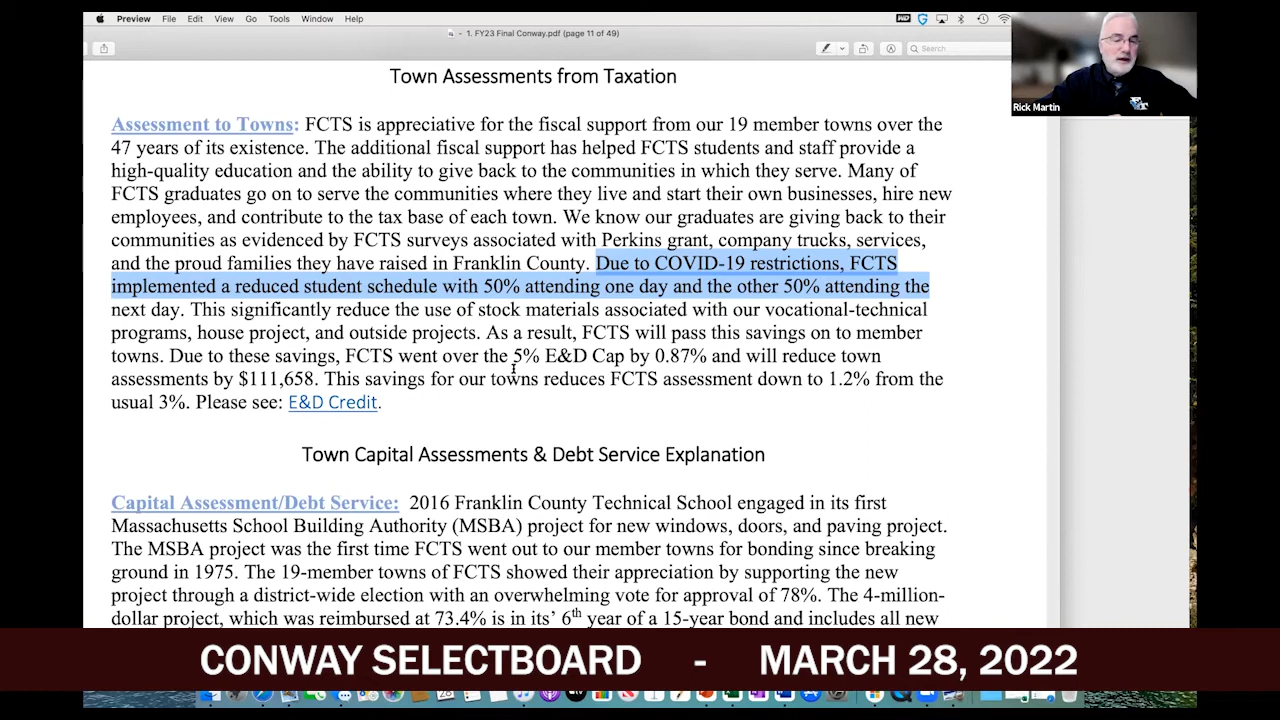 Preview File Edit View Go Tools Window Help
1. FY23 Final Conway.pdf (page 11 of 49)
Search
Rick Martin
Town Assessments from Taxation
Assessment to Towns: FCTS is appreciative for the fiscal support from our 19 member towns over the
47 years of its existence. The additional fiscal support has helped FCTS students and staff provide a
high-quality education and the ability to give back to the communities in which they serve. Many of
FCTS graduates go on to serve the communities where they live and start their own businesses, hire new
employees, and contribute to the tax base of each town. We know our graduates are giving back to their
communities as evidenced by FCTS surveys associated with Perkins grant, company trucks, services,
and the proud families they have raised in Franklin County. Due to COVID-19 restrictions, FCTS
implemented a reduced student schedule with 50% attending one day and the other 50% attending the
next day. This significantly reduce the use of stock materials associated with our vocational-technical
programs, house project, and outside projects. As a result, FCTS will pass this savings on to member
towns. Due to these savings, FCTS went over the 5% E&D Cap by 0.87% and will reduce town
assessments by $111,658. This savings for our towns reduces FCTS assessment down to 1.2% from the
usual 3%. Please see: E&D Credit.
Town Capital Assessments & Debt Service Explanation
Capital Assessment/Debt Service: 2016 Franklin County Technical School engaged in its first
Massachusetts School Building Authority (MSBA) project for new windows, doors, and paving project.
The MSBA project was the first time FCTS went out to our member towns for bonding since breaking
ground in 1975. The 19-member towns of FCTS showed their appreciation by supporting the new
project through a district-wide election with an overwhelming vote for approval of 78%. The 4-million-
dollar project, which was reimbursed at 73.4% is in its' 6th year of a 15-year bond and includes all new
CONWAY SELECTBOARD - MARCH 28, 2022